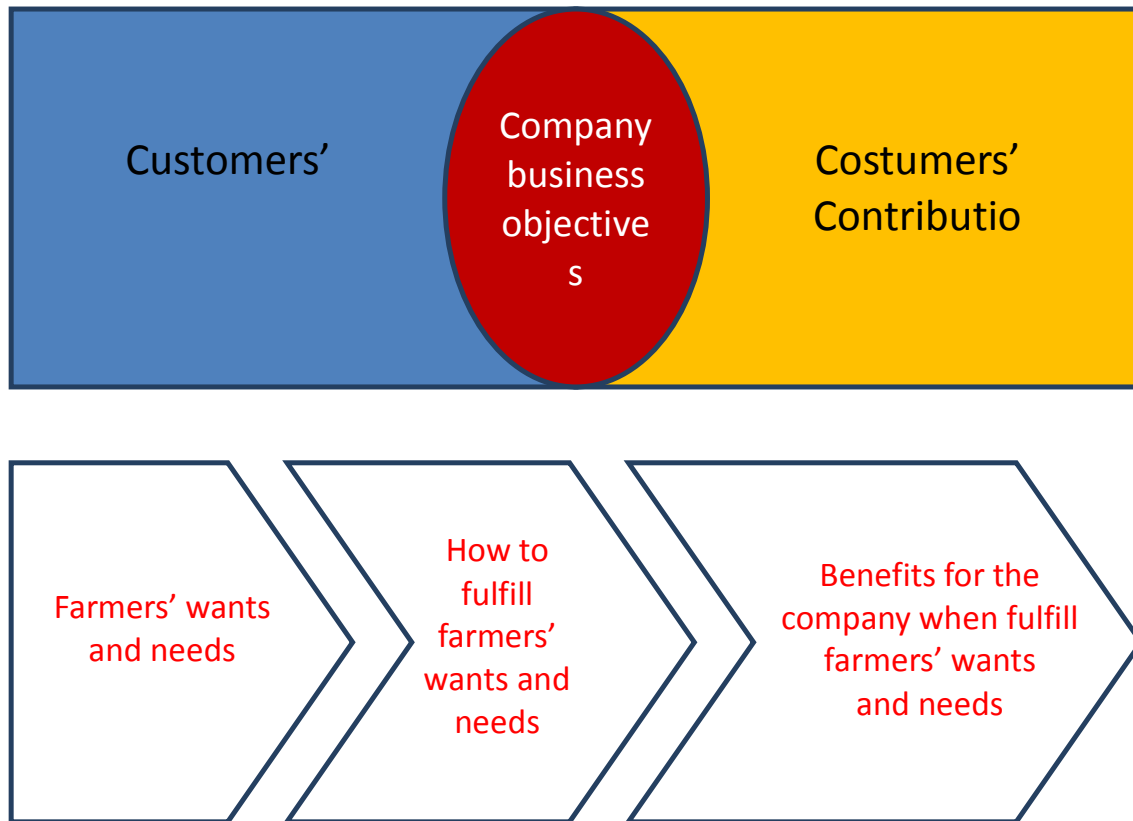 Customers’
Company
business
objective
s
Costumers’
Contributio
Farmers’ wants
and needs
How to
fulfill
farmers’
wants and
needs
Benefits for the
company when fulfill
farmers’ wants
and needs